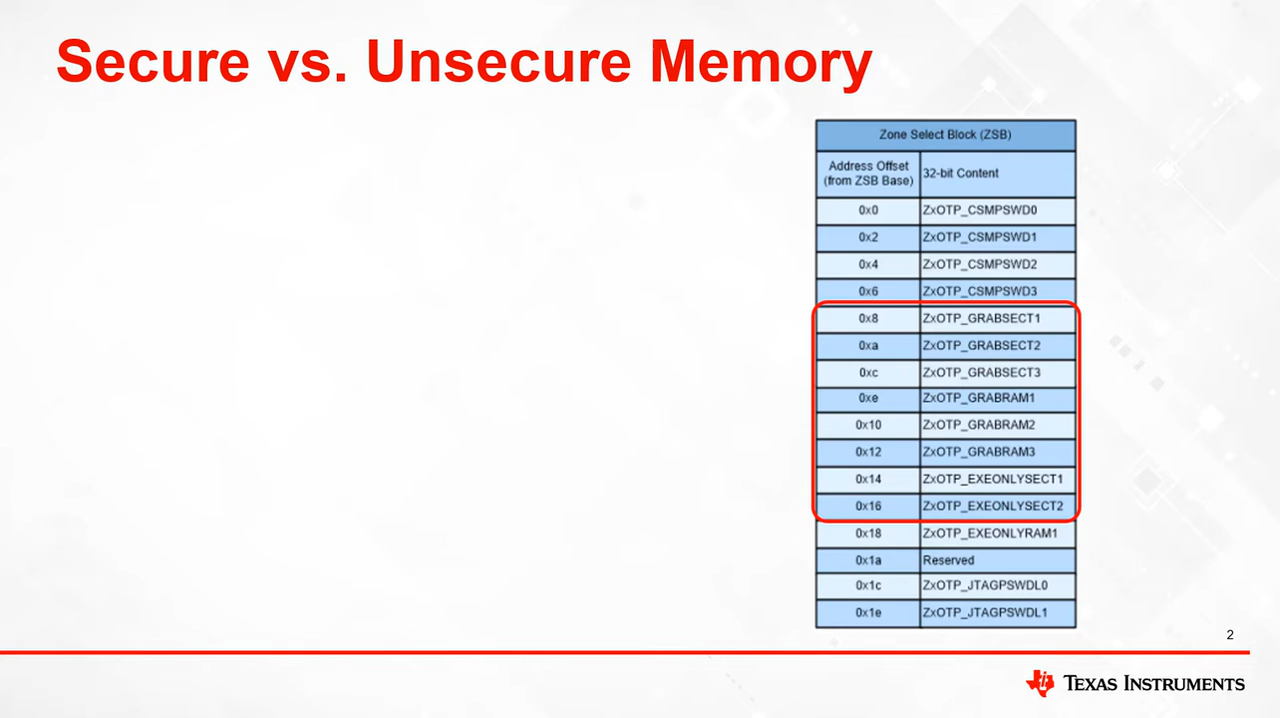 Secure vs. Unsecure Memory
Zone Select Block (ZSB)
Address Offset
(from ZSB Base)
32-bit Content
0x0 ZxOTP_CSMPSWD0
0x2 ZxOTP_CSMPSWD1
0x4 ZxOTP_CSMPSWD2
0x6 ZxOTP_CSMPSWD3
0x8 ZxOTP_GRABSECT1
0xa ZxOTP_GRABSECT2
0xc ZxOTP_GRABSECT3
0xe ZxOTP_GRABRAM1
0x10 ZxOTP_GRABRAM2
0x12 ZxOTP_GRABRAM3
0x14 ZxOTP_EXEONLYSECT1
0x16 ZxOTP_EXEONLYSECT2
0x18 ZxOTP_EXEONLYRAM1
0x1a Reserved
0x1c ZxOTP_JTAGPSWDL0
0x1e ZxOTP_JTAGPSWDL1
2
TEXAS INSTRUMENTS